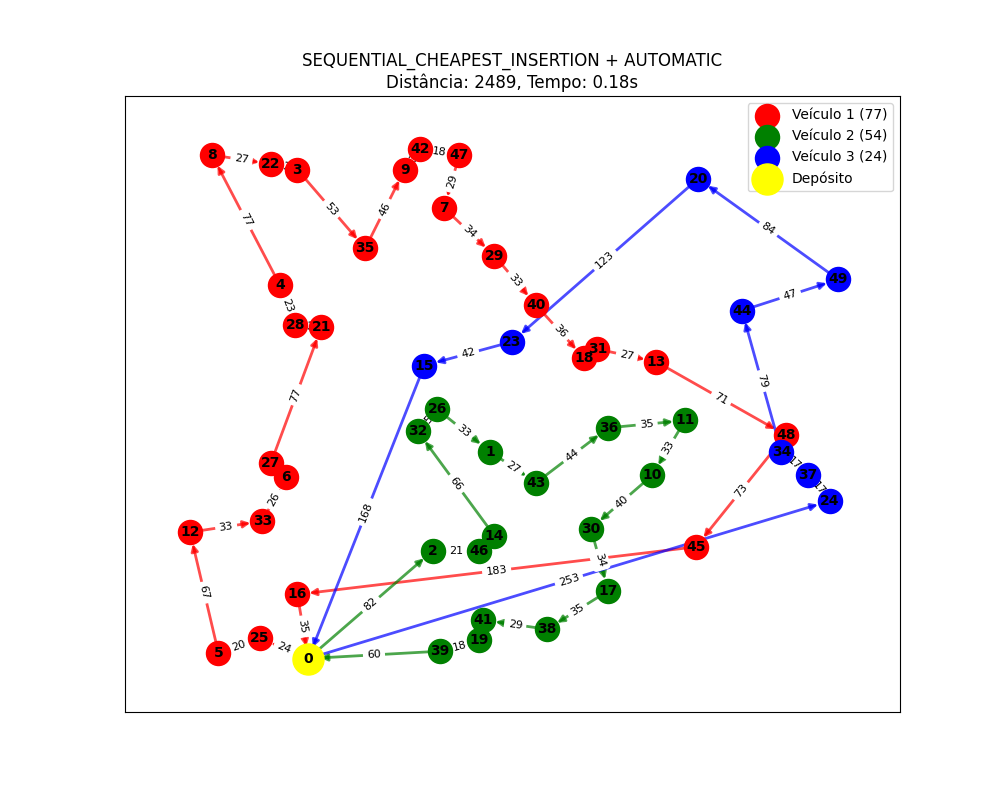 SEQUENTIAL_CHEAPEST_INSERTION + AUTOMATIC
Distância: 2489, Tempo: 0.18s
Veículo 1 (77)
Veículo 2 (54)
Veículo 3 (24)
Depósito
8 27 22 3
42 18 47
9
29
20
53 46
7
77 34 84
35
29
123
4 33 49
23 40 47
28 21 44
36
23 31
42 18 27 13
15
79
77 71
26
33 35 11
32 36 48
1 44 33 34
27 17
27 10 37
6 66 43 17
26 40 73 24
12 33 33 30
168 14
2 21 46 45
34
183
67 253
16 82 17
35 35
41 29 38
20 25 24 19
5 0 60 39 18